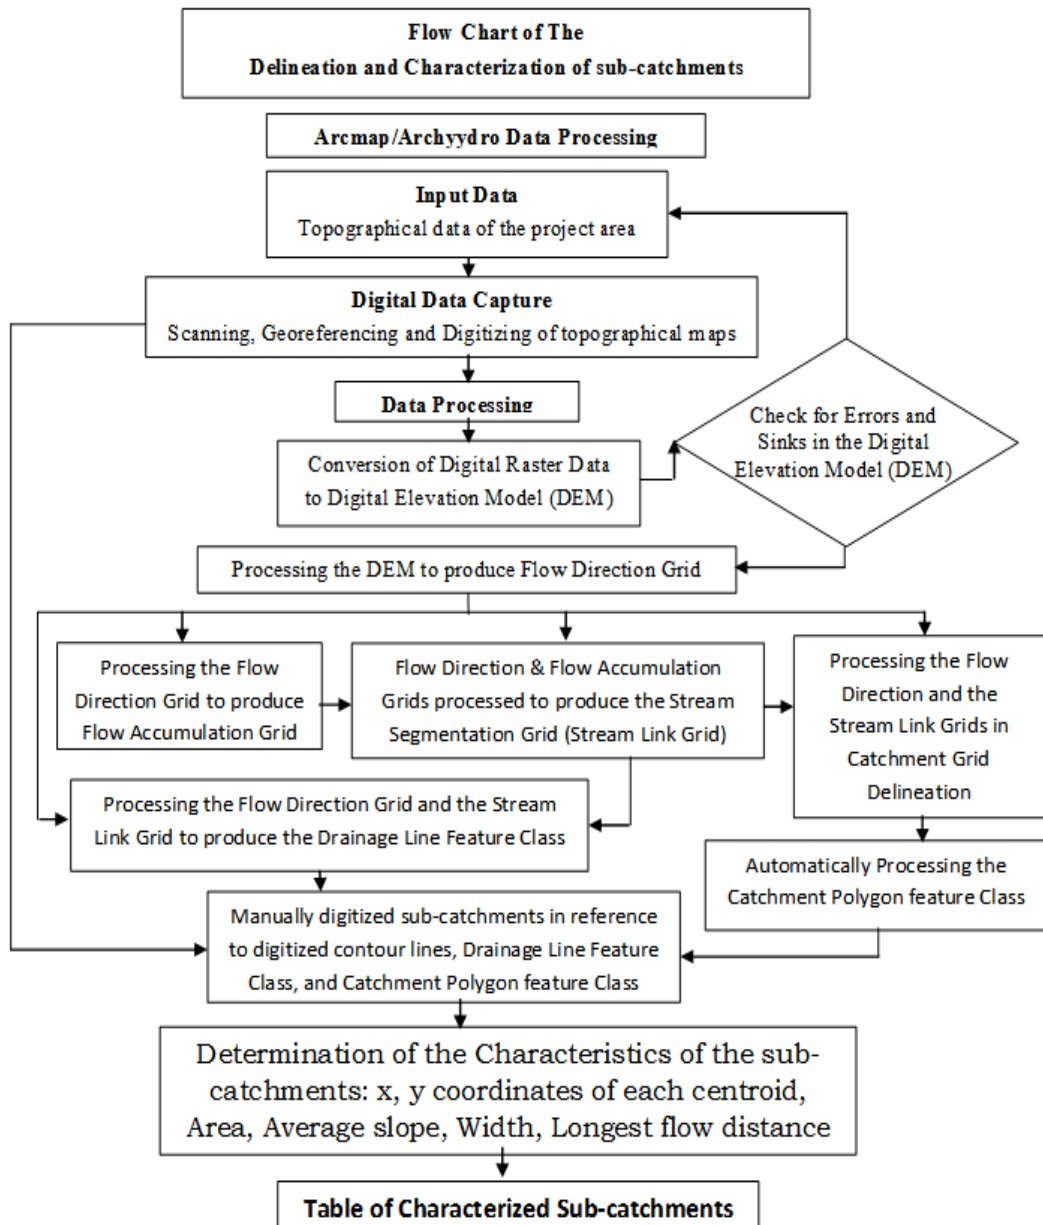 Flow Chart of The
Delineation and Characterization of sub-catchments
Arcmap/Archyydro Data Processing
Input Data
Topographical data of the project area
Digital Data Capture
Scanning, Georeferencing and Digitizing of topographical maps
Data Processing
Conversion of Digital Raster Data
to Digital Elevation Model (DEM)
Check for Errors and
Sinks in the Digital
Elevation Model (DEM)
Processing the DEM to produce Flow Direction Grid
Processing the Flow
Direction Grid to produce
Flow Accumulation Grid
Flow Direction & Flow Accumulation
Grids processed to produce the Stream
Segmentation Grid (Stream Link Grid)
Processing the Flow
Direction and the
Stream Link Grids in
Catchment Grid
Delineation
Processing the Flow Direction Grid and the Stream
Link Grid to produce the Drainage Line Feature Class
Automatically Processing the
Catchment Polygon feature Class
Manually digitized sub-catchments in reference
to digitized contour lines, Drainage Line Feature
Class, and Catchment Polygon feature Class
Determination of the Characteristics of the sub-
catchments: x, y coordinates of each centroid,
Area, Average slope, Width, Longest flow distance
Table of Characterized Sub-catchments